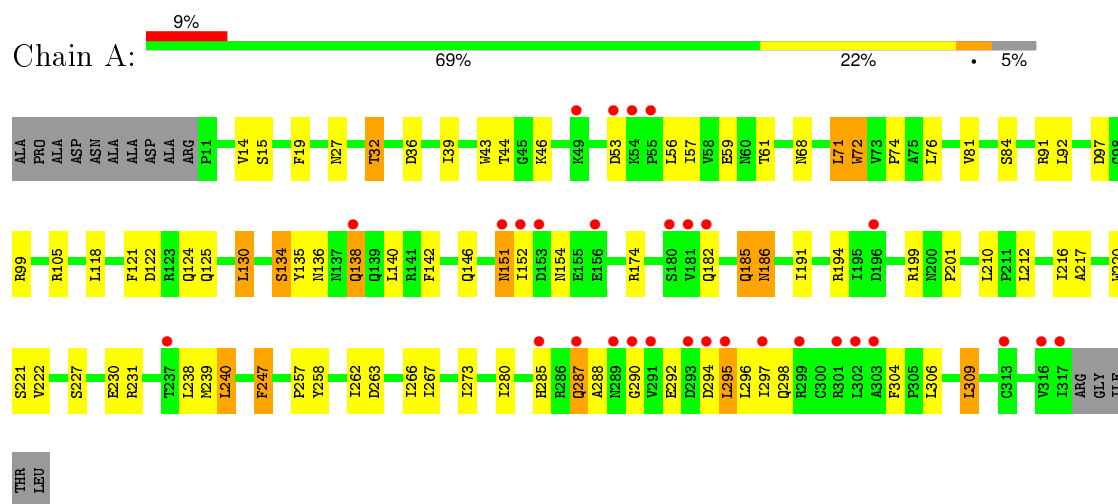 9%
Chain A:
69% 22% • 5%
ALA PRO ALA ASP ASN ALA ALA ASP ALA ARG P11 V14 S15 F19 N27 T32 D36 I39 W43 T44 G45 K46 K49 D53 K54 P55 L56 I57 V58 E59 N60 T61 N68 L71 W72 V73 P74 A75 L76 V81 S84 R91 L92 D97
R99 R105 L118 F121 D122 R123 Q124 Q125 L130 S134 Y135 N136 N137 Q138 Q139 L140 R141 F142 Q146 N151 I152 D153 N154 E155 E156 R174 S180 V181 Q182 Q185 N186 I191 R194 I195 D196 R199 N200 P201 L210 P211 L212 I216 A217
S221 V222 S227 E230 R231 T237 L238 M239 L240 F247 P257 Y258 I262 D263 I266 I267 I273 I280 H285 R286 Q287 A288 N289 G290 V291 E292 D293 D294 L295 L296 I297 Q298 R299 C300 R301 L302 A303 F304 P305 L306 L309 C313 V316 I317 ARG GLY
THR LEU